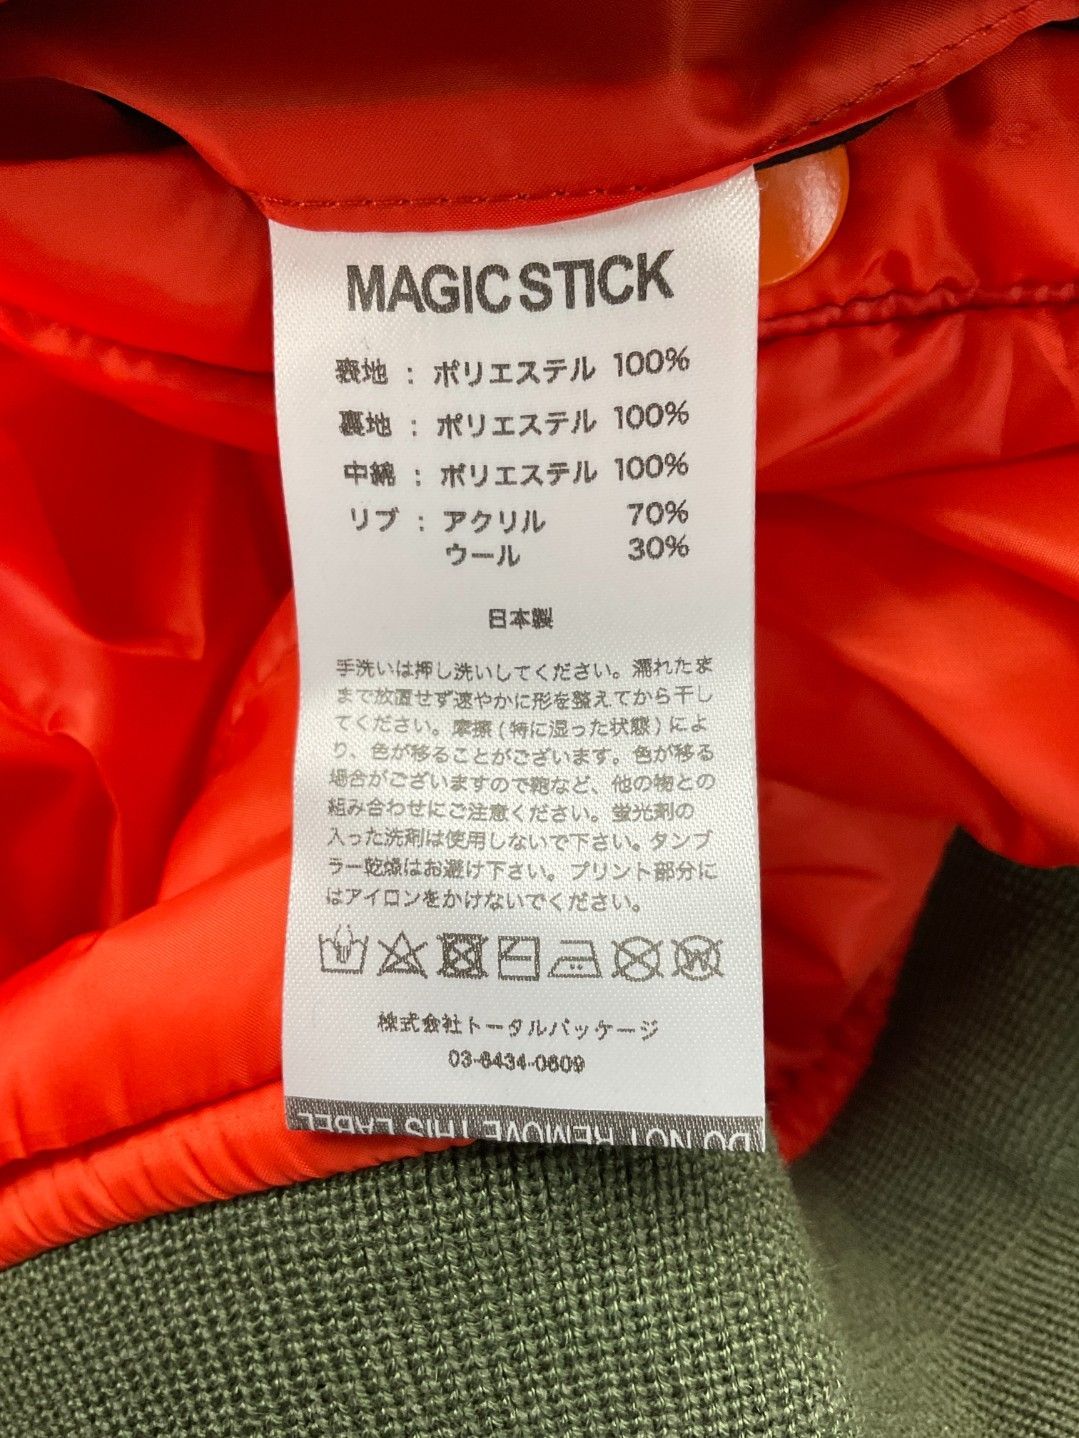 MAGIC STICK
表地 : ポリエステル 100%
裏地 : ポリエステル 100%
中綿 : ポリエステル 100%
リブ : アクリル 70%
ウール 30%
日本製
手洗いは押し洗いしてください。濡れたま
まで放置せず速やかに形を整えてから干し
てください。摩擦(特に湿った状態)によ
り、色が移ることがございます。色が移る
場合がございますので鞄など、他の物との
組み合わせにご注意ください。蛍光剤の
入った洗剤は使用しないで下さい。タンブ
ラー乾燥はお避け下さい。プリント部分に
はアイロンをかけないでください。
W
株式会社トータルパッケージ
03-6434-0609
DO NOT REMOVE THIS LABEL